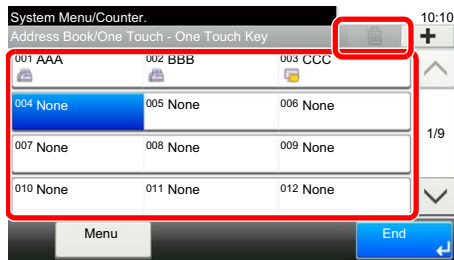 System Menu/Counter. 10:10
Address Book/One Touch - One Touch Key
001 AAA 002 BBB 003 CCC
004 None 005 None 006 None
1/9
007 None 008 None 009 None
010 None 011 None 012 None
Menu End